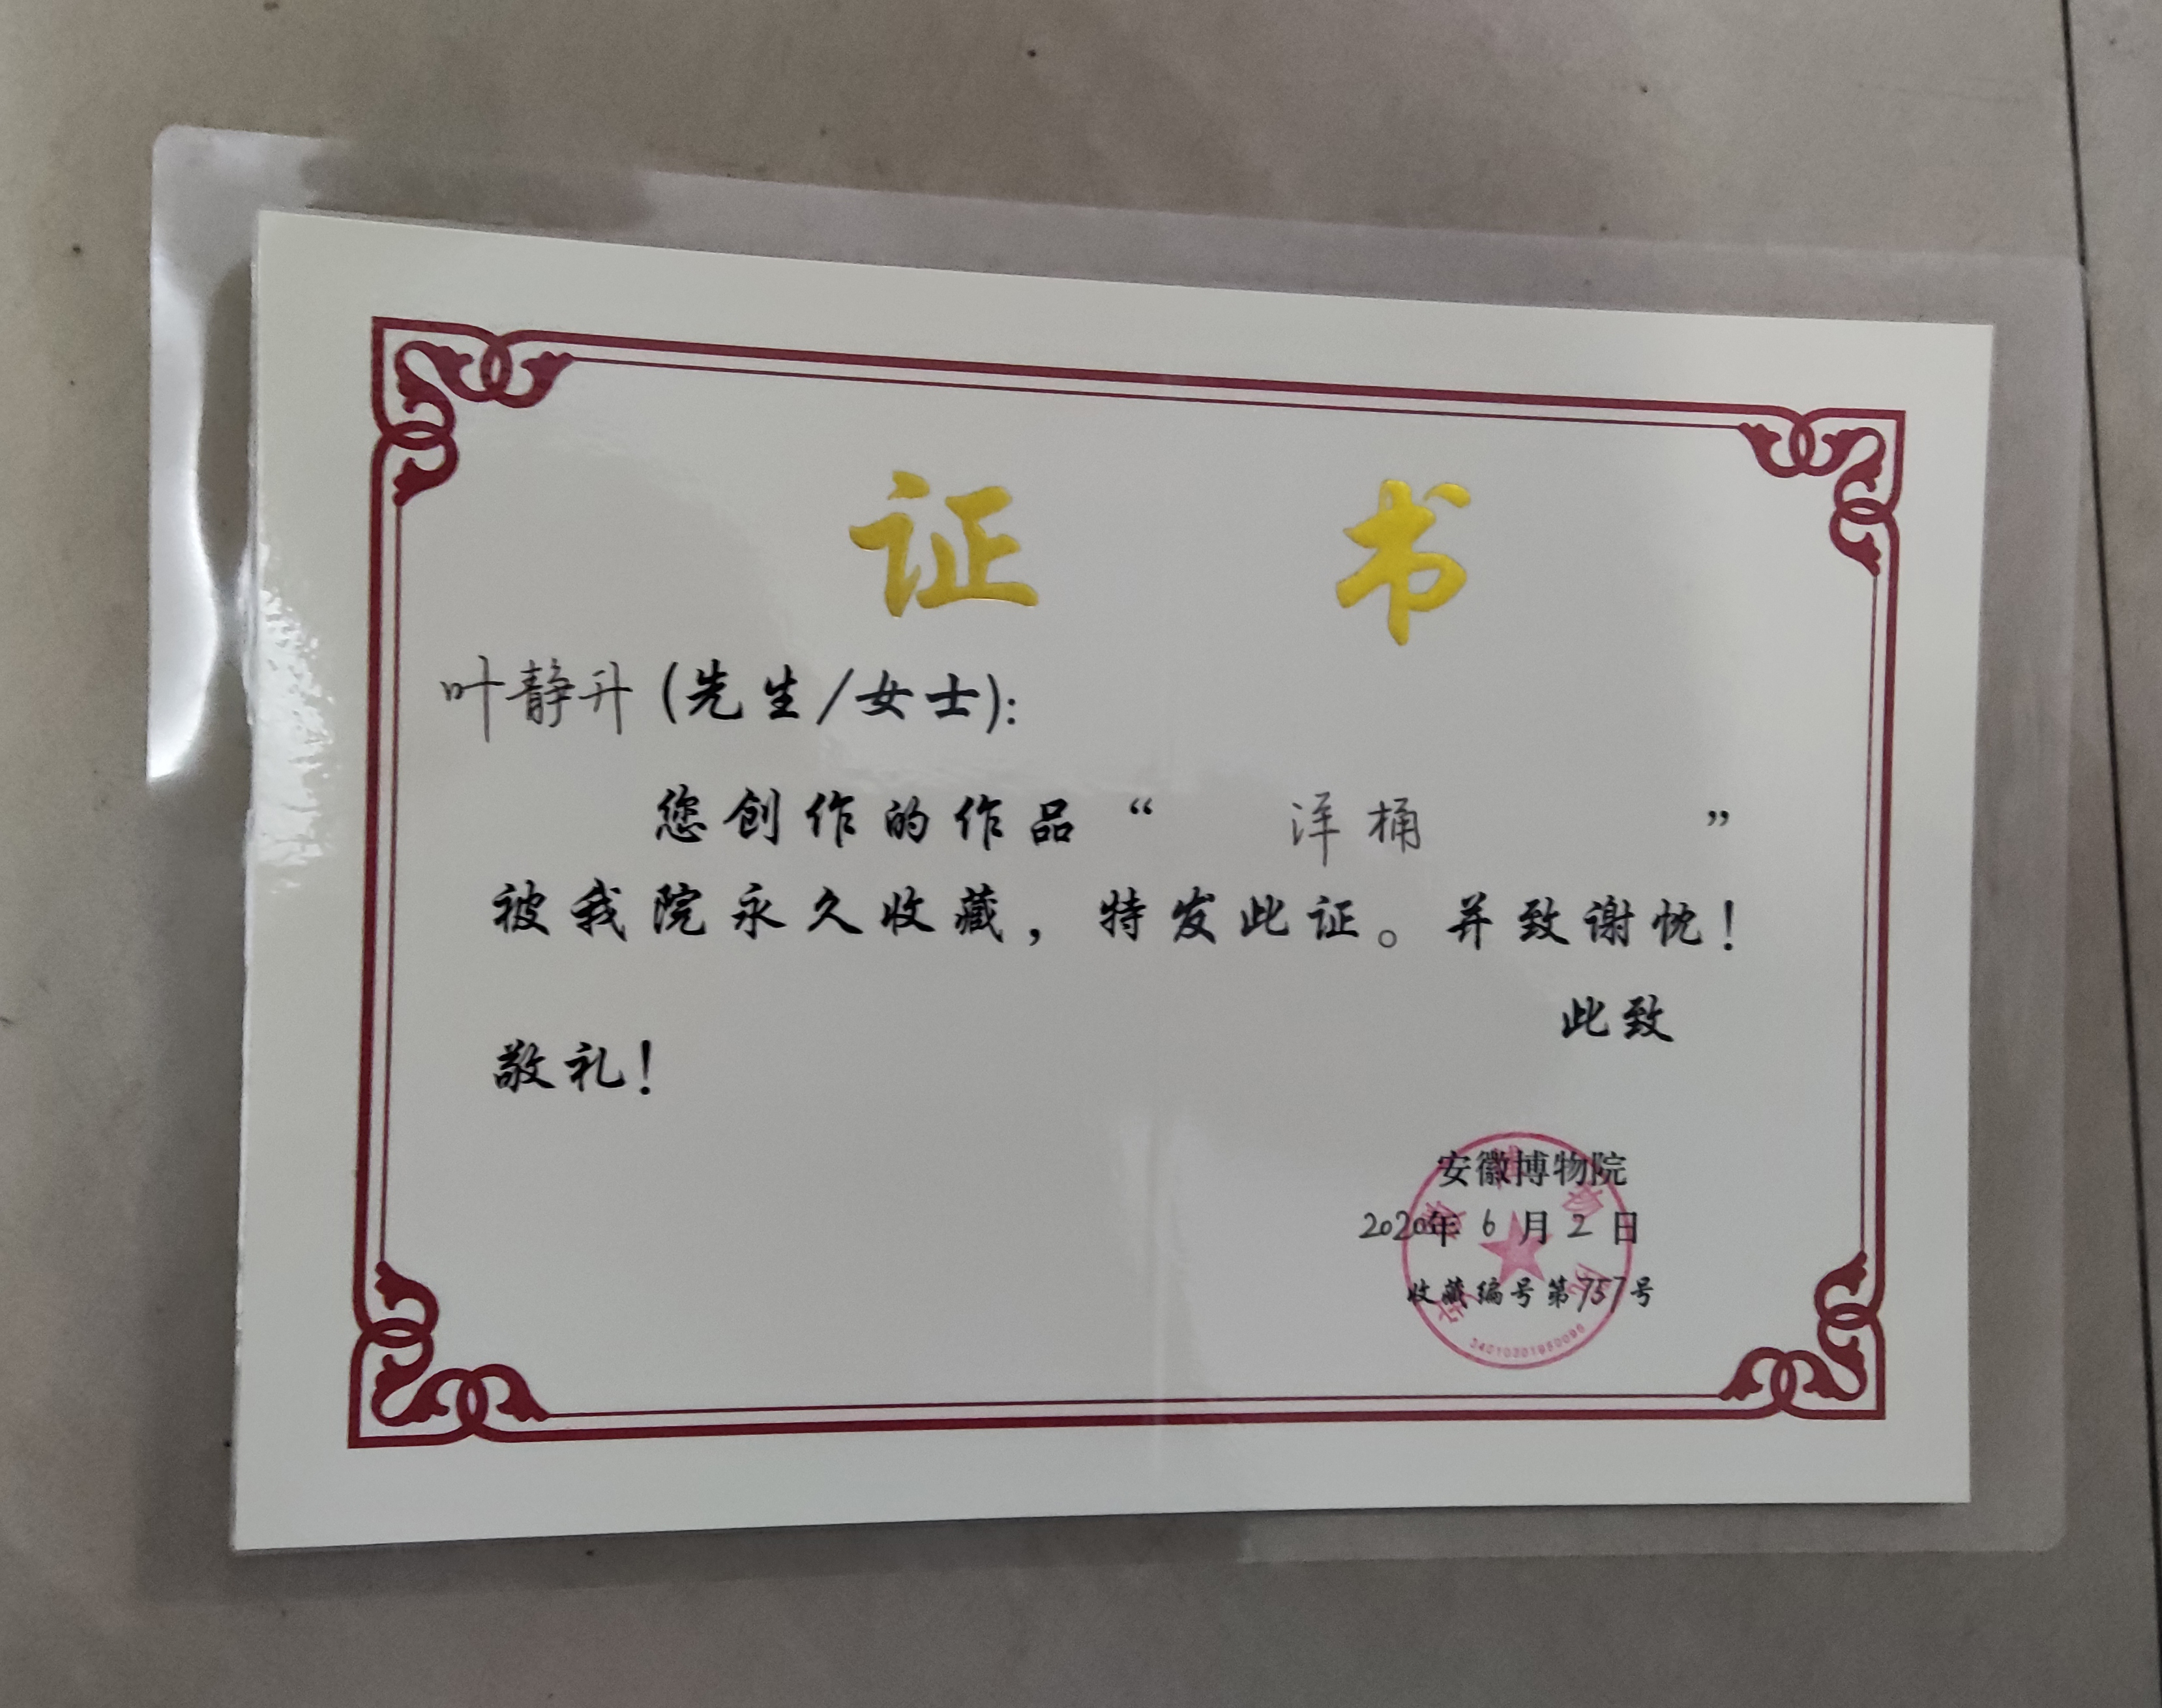 证 书
叶静升(先生/女士):
您创作的作品“ 洋桶 ”
被我院永久收藏，特发此证。并致谢忱!
此致
敬礼!
安徽博物院
2020年 6 月 2 日
收藏编号第757号